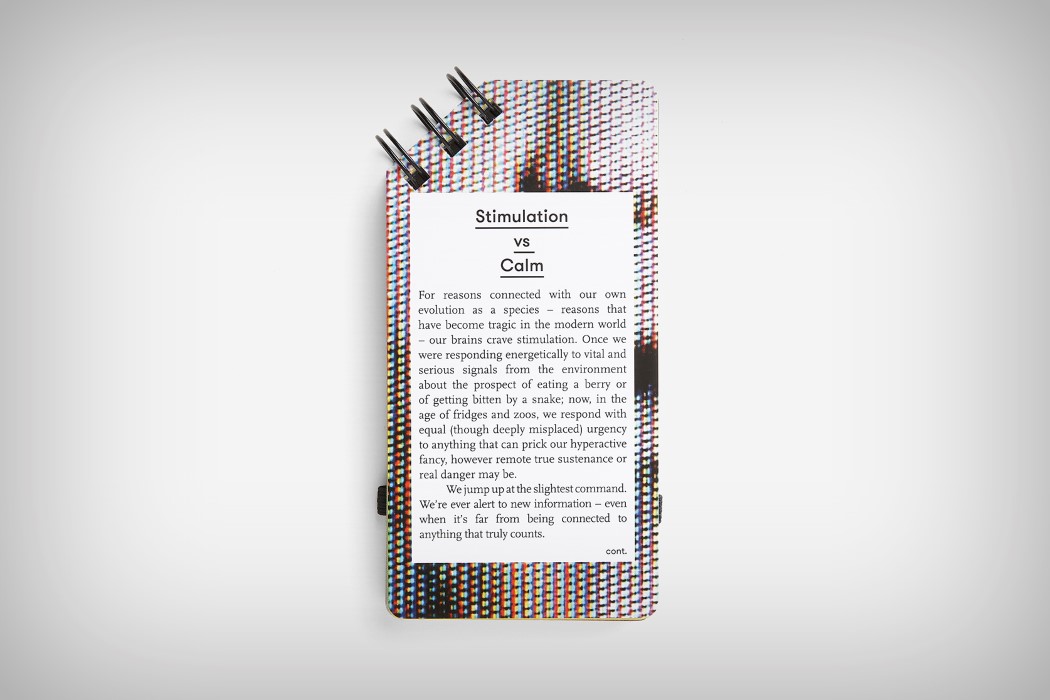 Stimulation
vs
Calm
For reasons connected with our own
evolution as a species – reasons that
have become tragic in the modern world
– our brains crave stimulation. Once we
were responding energetically to vital and
serious signals from the environment
about the prospect of eating a berry or
of getting bitten by a snake; now, in the
age of fridges and zoos, we respond with
equal (though deeply misplaced) urgency
to anything that can prick our hyperactive
fancy, however remote true sustenance or
real danger may be.
We jump up at the slightest command.
We're ever alert to new information – even
when it's far from being connected to
anything that truly counts.
cont.